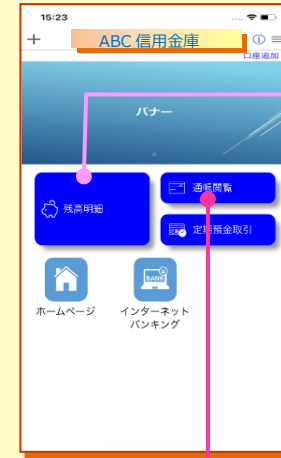 15:23
ABC 信用金庫
口座追加
バナー
残高明細
通帳閲覧
定期預金取引
BANK
ホームページ
インターネット
バンキング